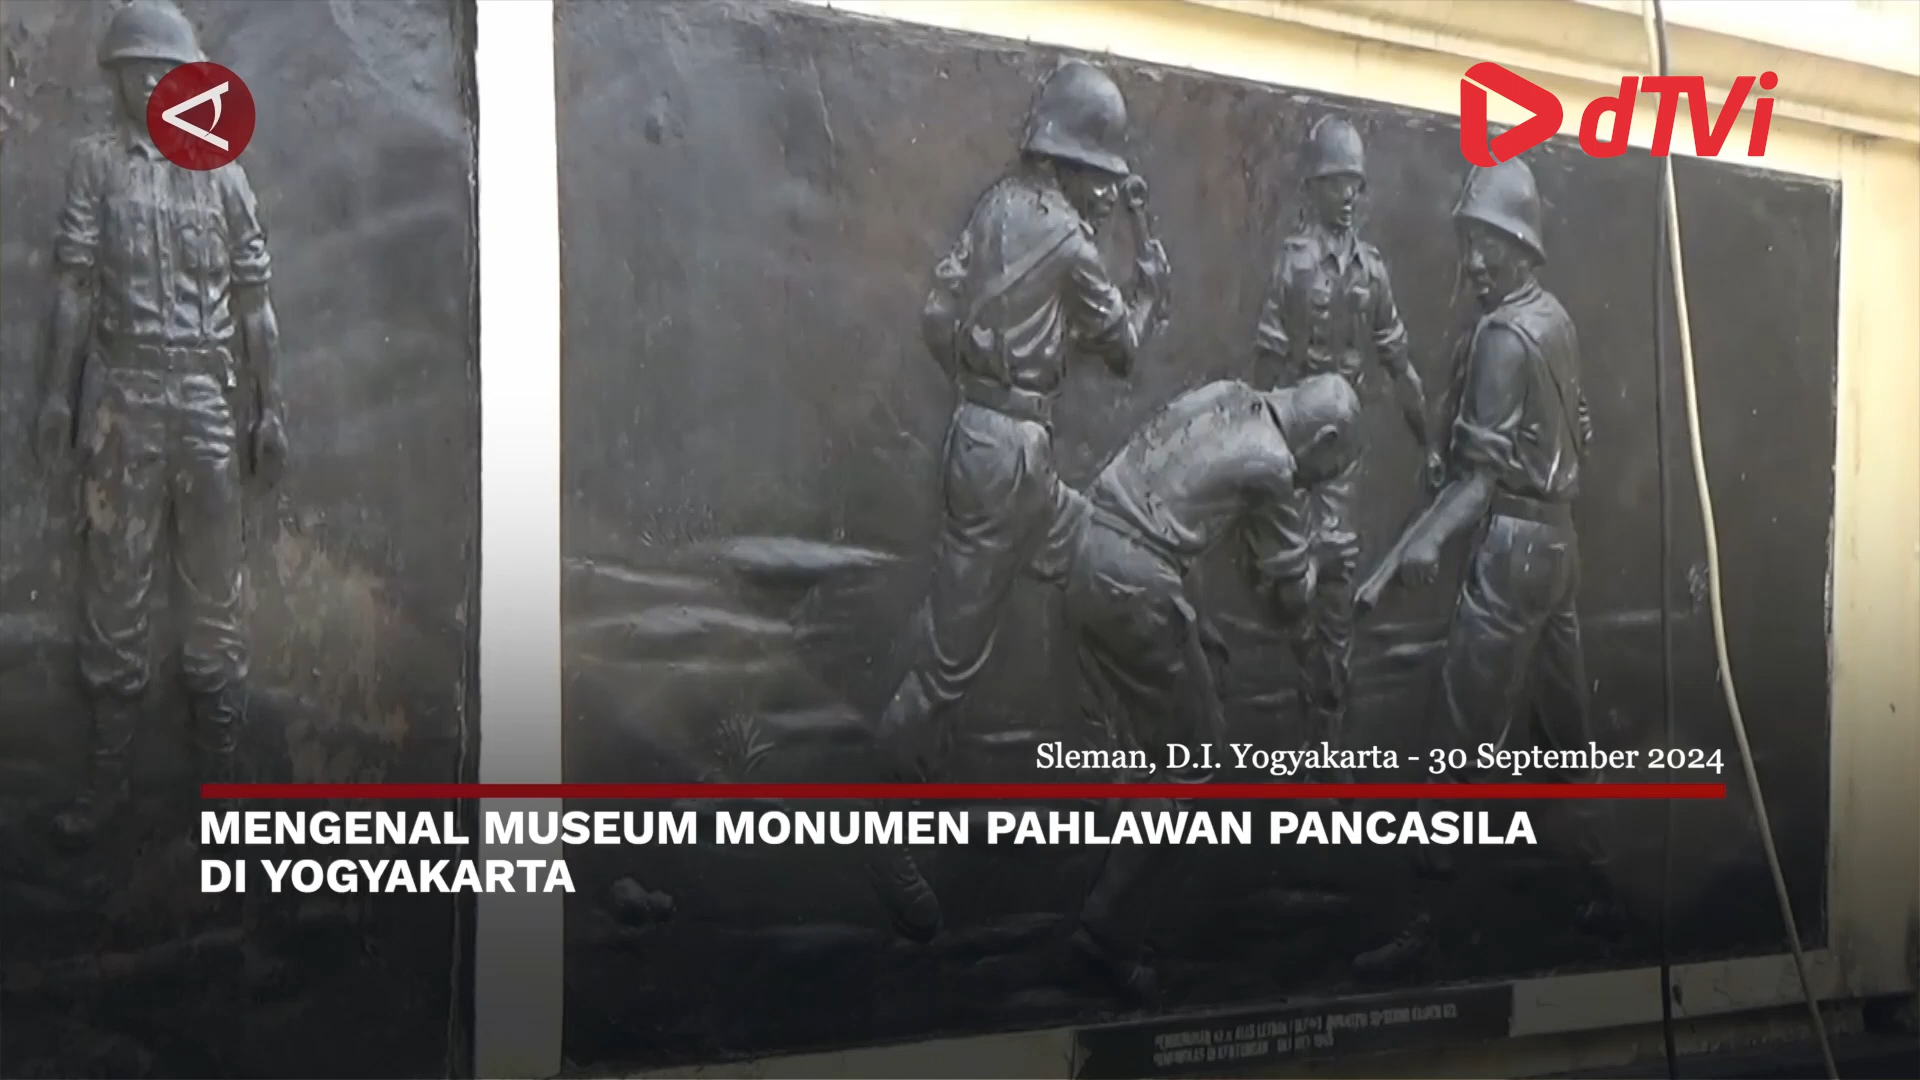 dTVi
Sleman, D.I. Yogyakarta - 30 September 2024
MENGENAL MUSEUM MONUMEN PAHLAWAN PANCASILA
DI YOGYAKARTA